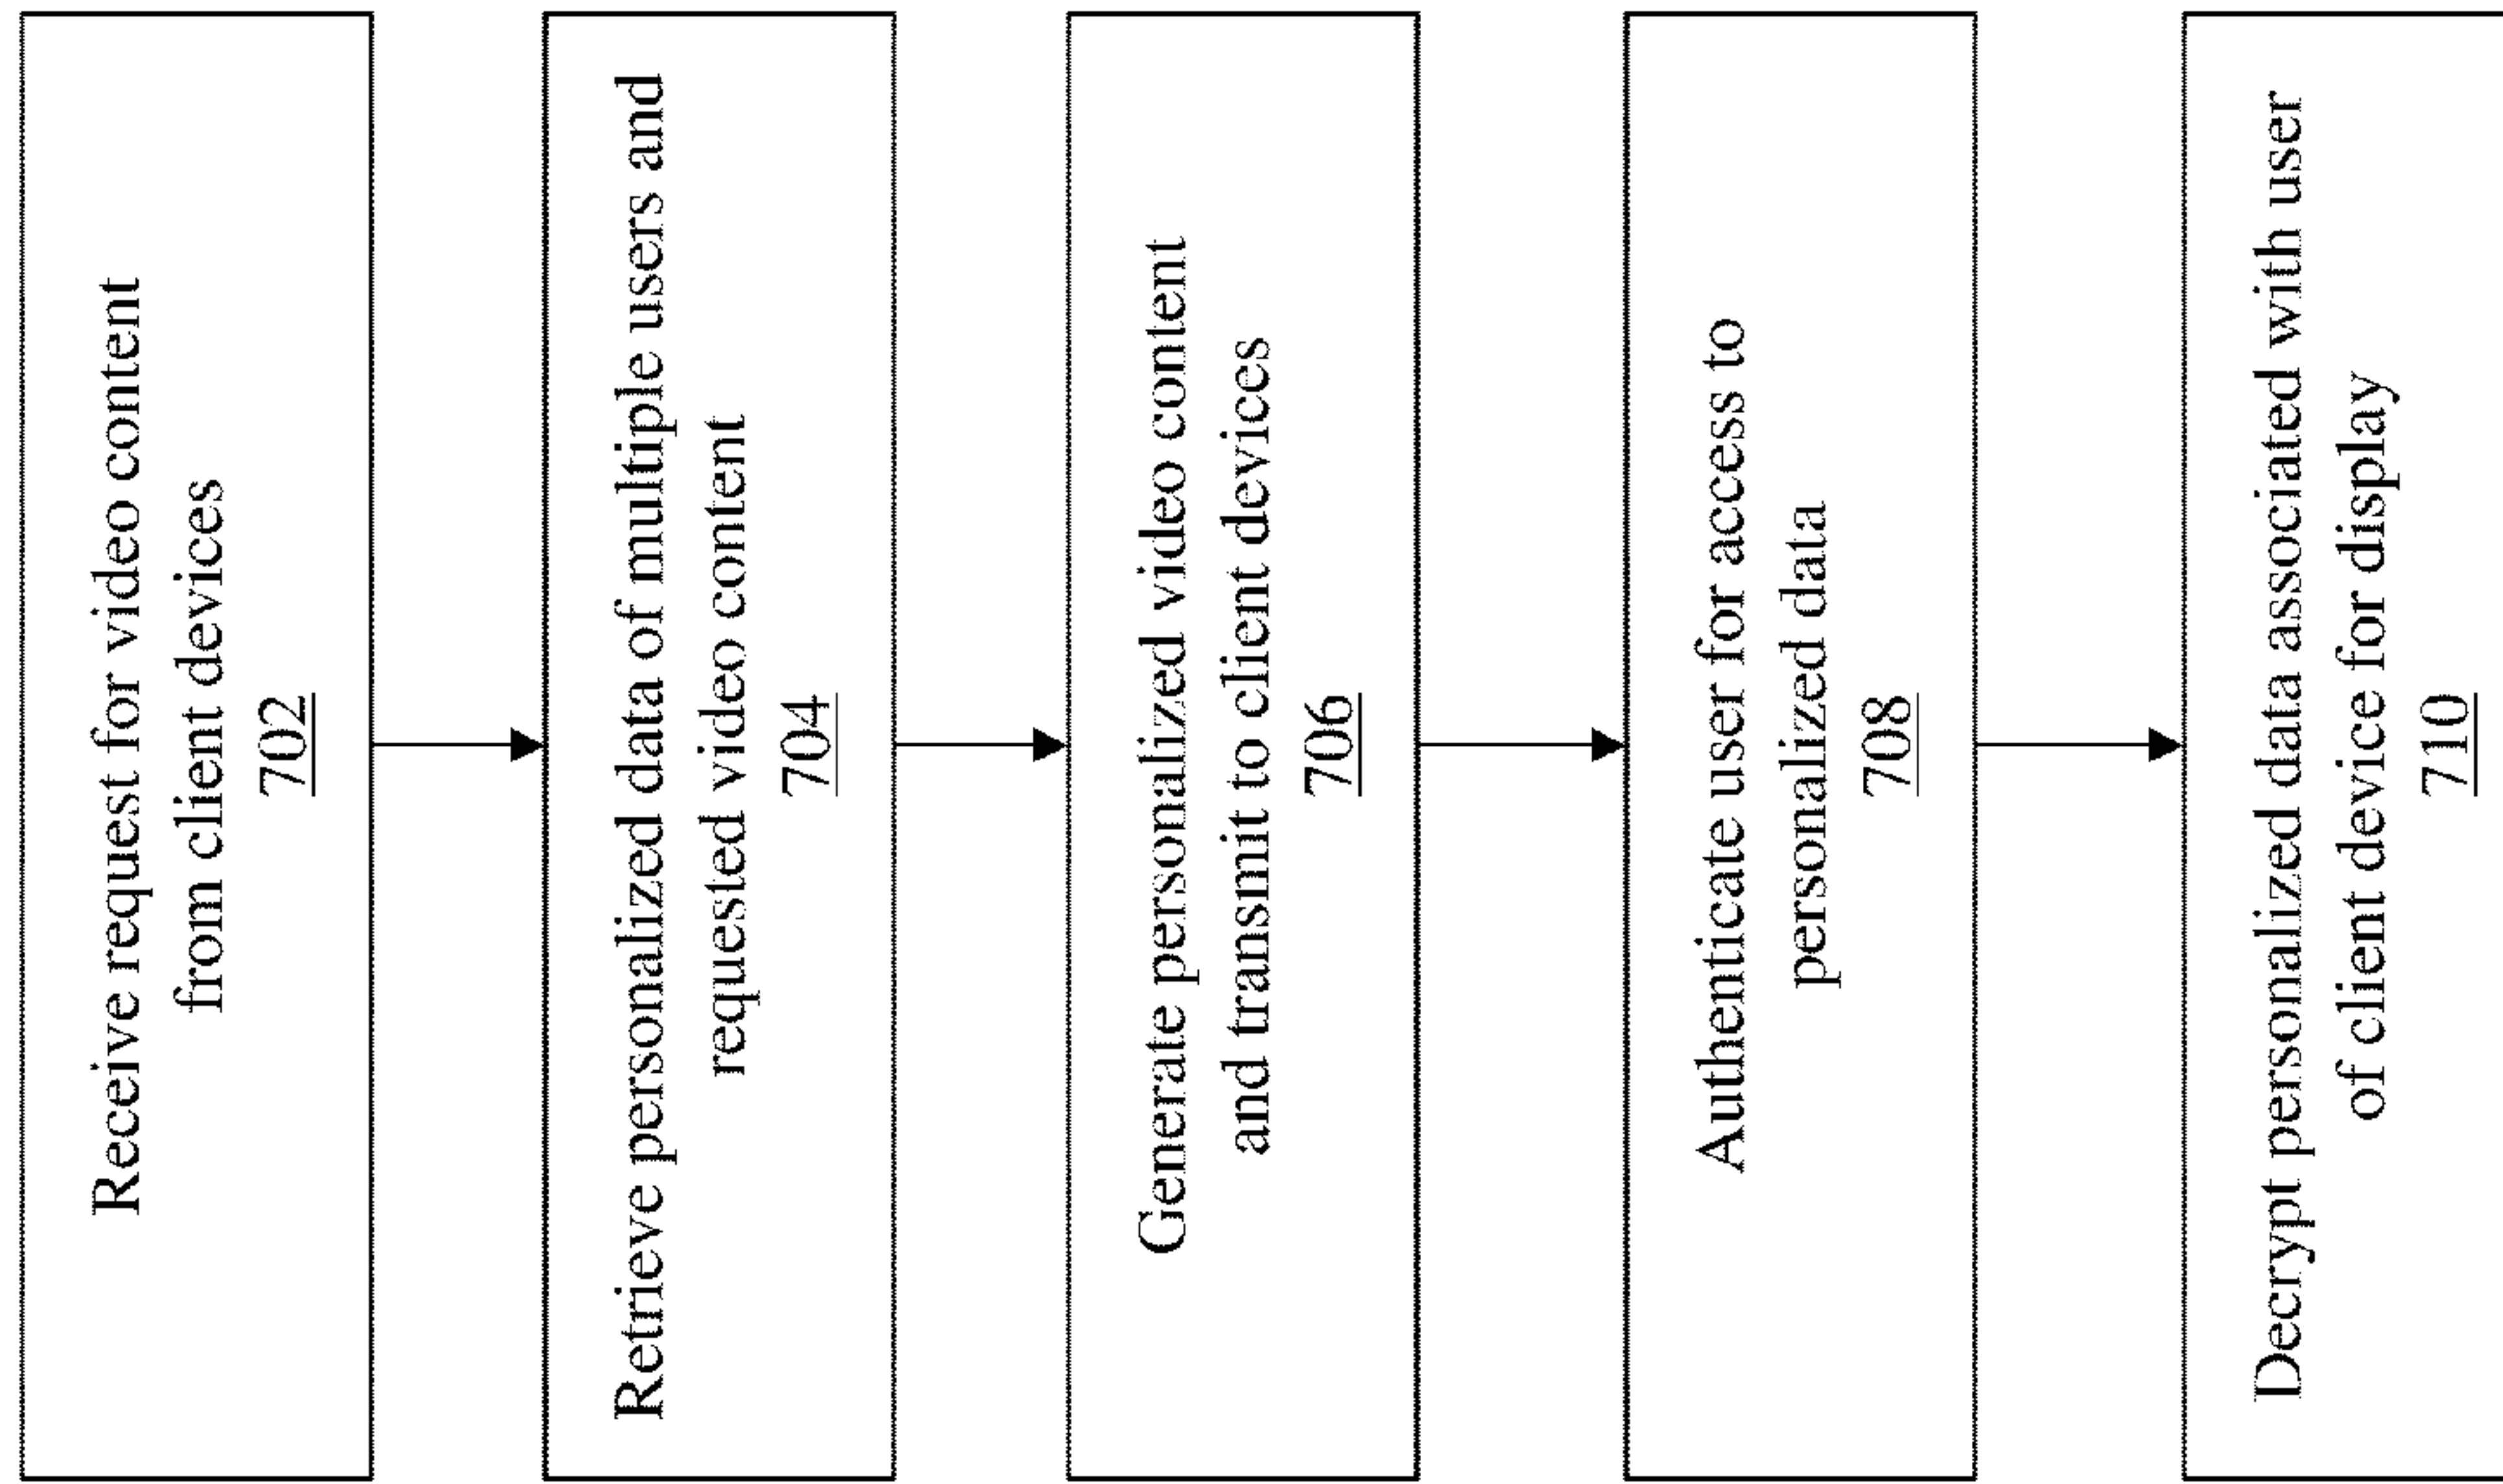 Receive request for video content
from client devices
702
Retrieve personalized data of multiple users and
requested video content
704
Generate personalized video content
and transmit to client devices
706
Authenticate user for access to
personalized data
708
Decrypt personalized data associated with user
of client device for display
710